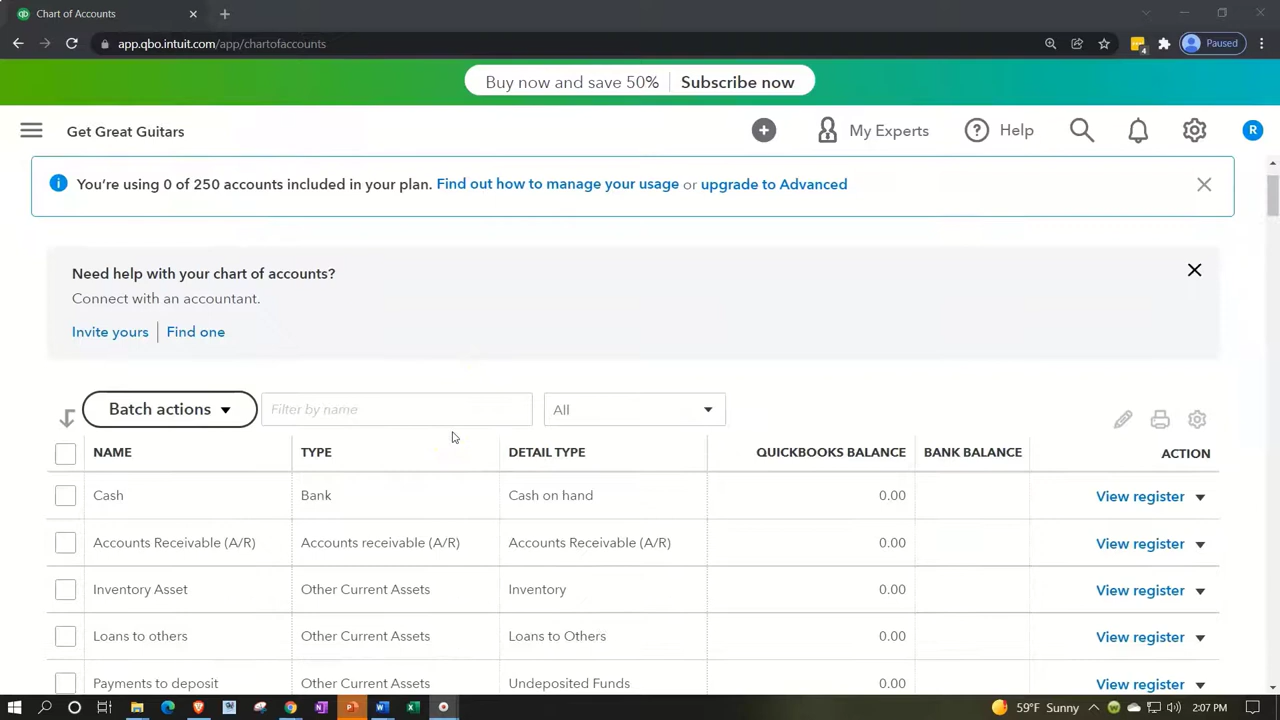 Chart of Accounts
app.qbo.intuit.com/app/chartofaccounts
4
Paused
Buy now and save 50% Subscribe now
Get Great Guitars
My Experts
Help
R
You're using 0 of 250 accounts included in your plan. Find out how to manage your usage or upgrade to Advanced
Need help with your chart of accounts?
Connect with an accountant.
Invite yours Find one
Batch actions
Filter by name
All
NAME TYPE DETAIL TYPE QUICKBOOKS BALANCE BANK BALANCE ACTION
Cash Bank Cash on hand 0.00 View register
Accounts Receivable (A/R) Accounts receivable (A/R) Accounts Receivable (A/R) 0.00 View register
Inventory Asset Other Current Assets Inventory 0.00 View register
Loans to others Other Current Assets Loans to Others 0.00 View register
Payments to deposit Other Current Assets Undeposited Funds 0.00 View register
59°F Sunny
2:07 PM